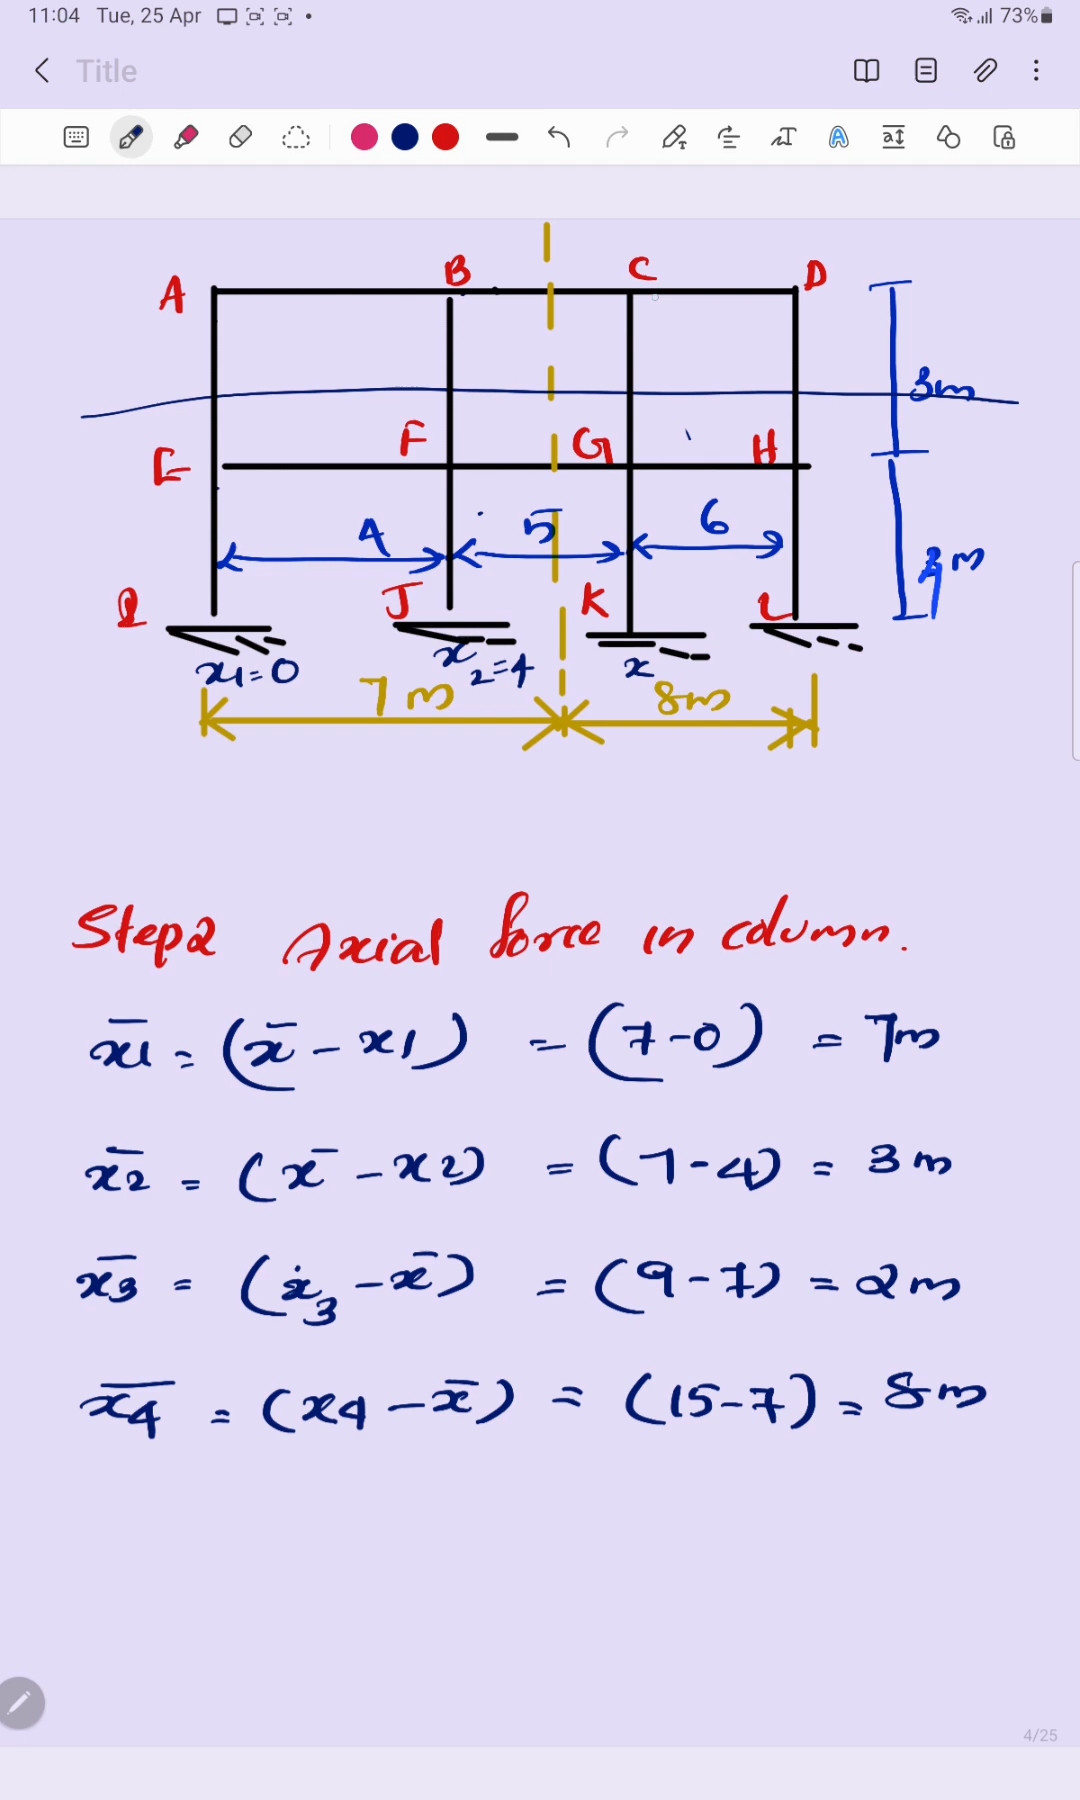 11:04 Tue, 25 Apr
73%
Title
A B C D
3m
E F G H
4 5 6
J K L
x1=0 x2=4 x
7m 8m
Step2 Axial force in column.
x̄1 = (x̄ - x1) = (7-0) = 7m
x̄2 = (x̄ - x2) = (7-4) = 3m
x̄3 = (x3 - x̄) = (9-7) = 2m
x̄4 = (x4 - x̄) = (15-7) = 8m
4/25